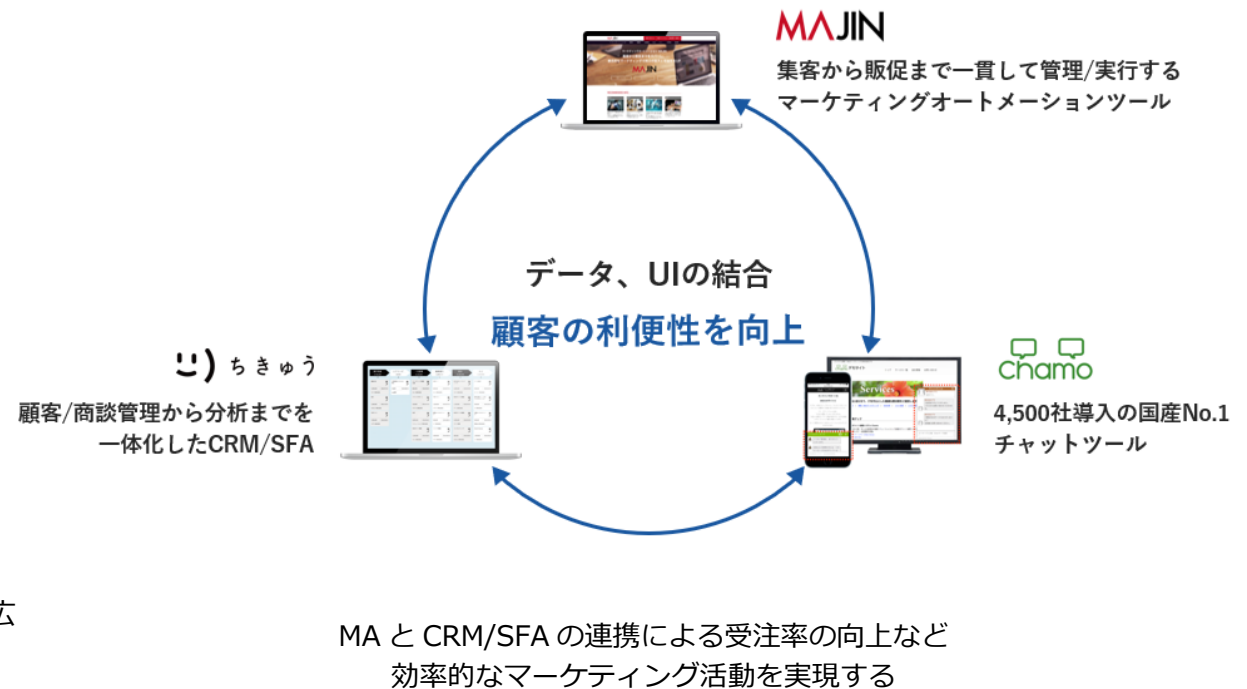 MAJIN
集客から販促まで一貫して管理/実行する
マーケティングオートメーションツール
MAJIN
データ、UIの結合
顧客の利便性を向上
ちきゅう
顧客/商談管理から分析までを
一体化したCRM/SFA
Services
Chamo
4,500社導入の国産No.1
チャットツール
広
MA と CRM/SFA の連携による受注率の向上など
効率的なマーケティング活動を実現する